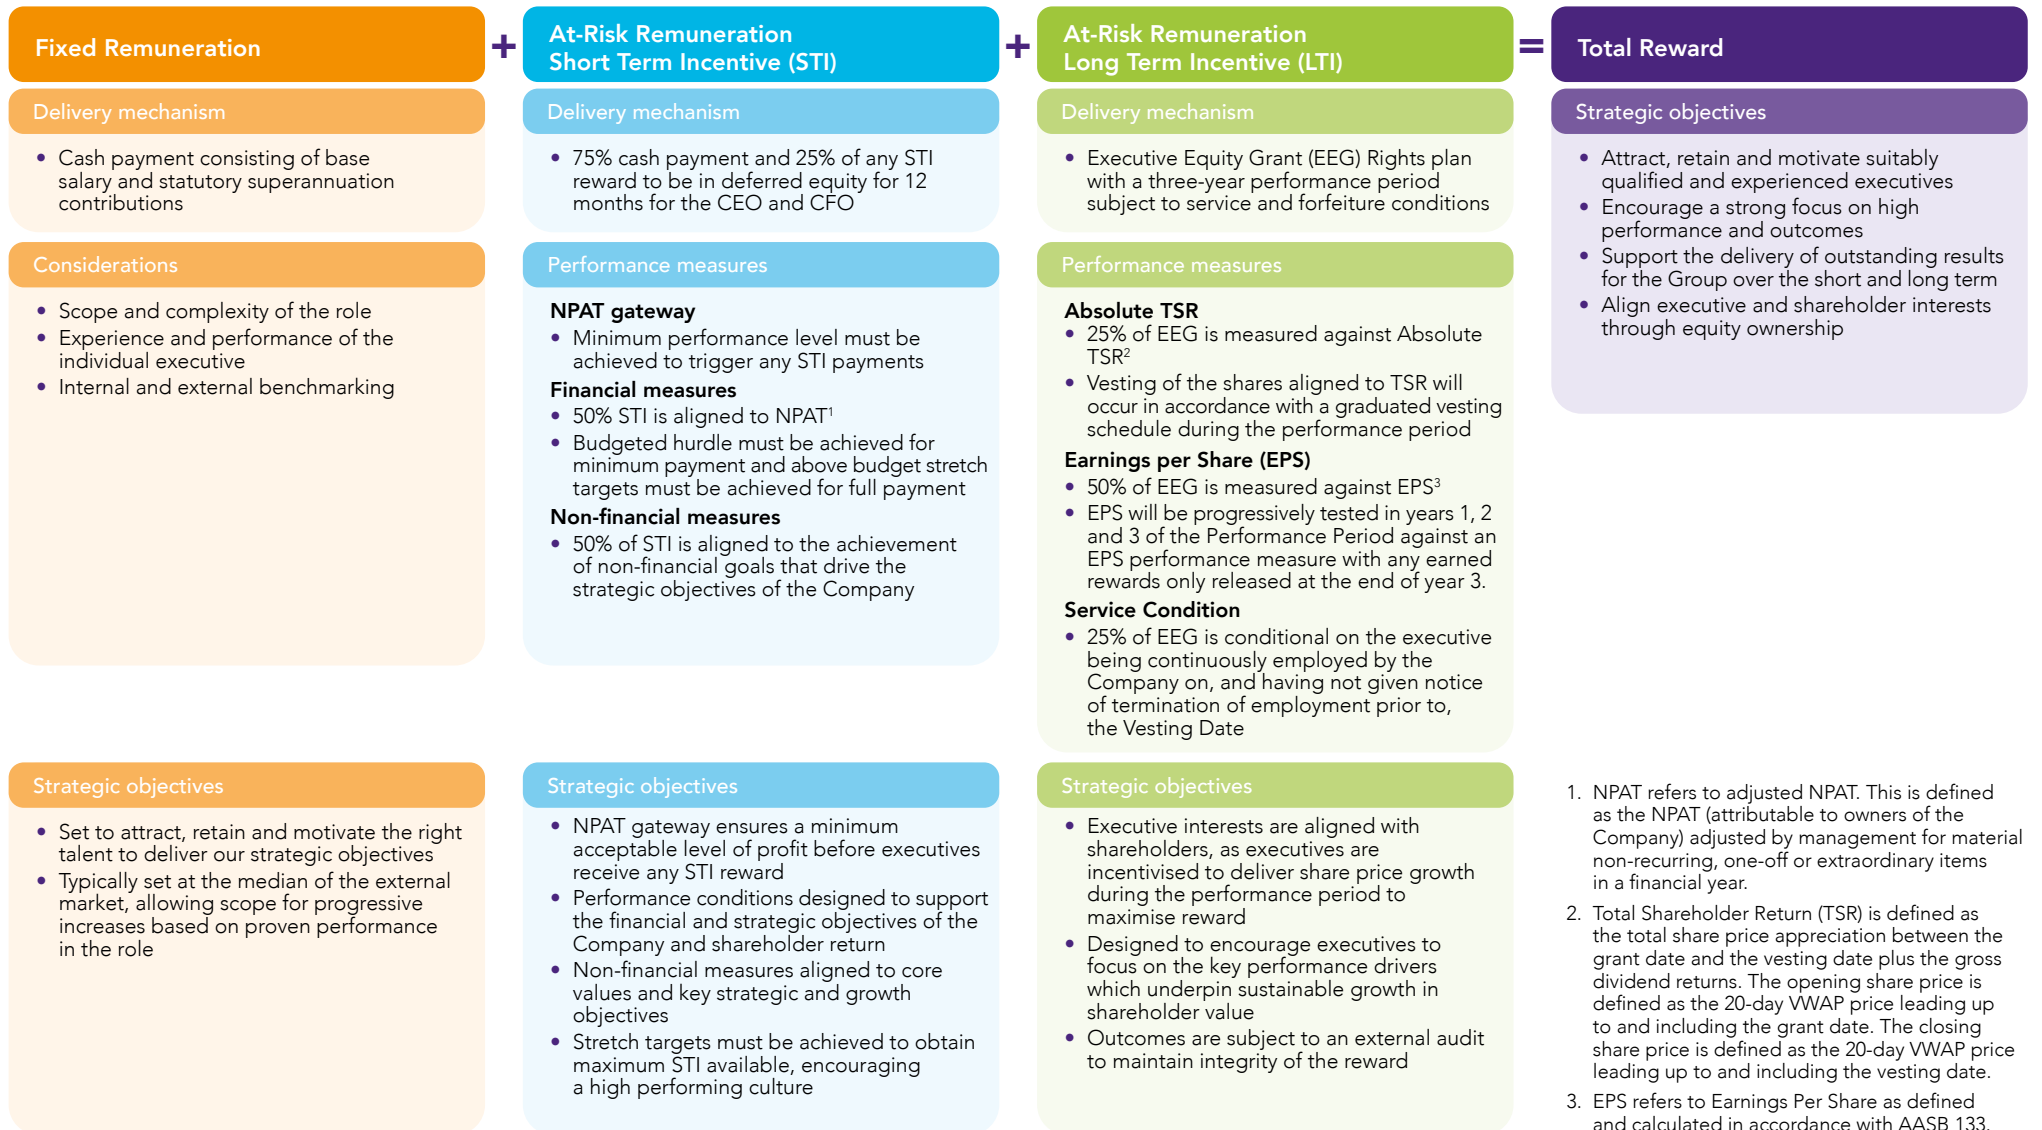 Fixed Remuneration
+
At-Risk Remuneration
Short Term Incentive (STI)
+
At-Risk Remuneration
Long Term Incentive (LTI)
=
Total Reward
Delivery mechanism
• Cash payment consisting of base
salary and statutory superannuation
contributions
Considerations
• Scope and complexity of the role
• Experience and performance of the
individual executive
• Internal and external benchmarking
Strategic objectives
• Set to attract, retain and motivate the right
talent to deliver our strategic objectives
• Typically set at the median of the external
market, allowing scope for progressive
increases based on proven performance
in the role
Delivery mechanism
• 75% cash payment and 25% of any STI
reward to be in deferred equity for 12
months for the CEO and CFO
Performance measures
NPAT gateway
• Minimum performance level must be
achieved to trigger any STI payments
Financial measures
• 50% STI is aligned to NPAT¹
• Budgeted hurdle must be achieved for
minimum payment and above budget stretch
targets must be achieved for full payment
Non-financial measures
• 50% of STI is aligned to the achievement
of non-financial goals that drive the
strategic objectives of the Company
Strategic objectives
• NPAT gateway ensures a minimum
acceptable level of profit before executives
receive any STI reward
• Performance conditions designed to support
the financial and strategic objectives of the
Company and shareholder return
• Non-financial measures aligned to core
values and key strategic and growth
objectives
• Stretch targets must be achieved to obtain
maximum STI available, encouraging
a high performing culture
Delivery mechanism
• Executive Equity Grant (EEG) Rights plan
with a three-year performance period
subject to service and forfeiture conditions
Performance measures
Absolute TSR
• 25% of EEG is measured against Absolute
TSR²
• Vesting of the shares aligned to TSR will
occur in accordance with a graduated vesting
schedule during the performance period
Earnings per Share (EPS)
• 50% of EEG is measured against EPS³
• EPS will be progressively tested in years 1, 2
and 3 of the Performance Period against an
EPS performance measure with any earned
rewards only released at the end of year 3.
Service Condition
• 25% of EEG is conditional on the executive
being continuously employed by the
Company on, and having not given notice
of termination of employment prior to,
the Vesting Date
Strategic objectives
• Executive interests are aligned with
shareholders, as executives are
incentivised to deliver share price growth
during the performance period to
maximise reward
• Designed to encourage executives to
focus on the key performance drivers
which underpin sustainable growth in
shareholder value
• Outcomes are subject to an external audit
to maintain integrity of the reward
Strategic objectives
• Attract, retain and motivate suitably
qualified and experienced executives
• Encourage a strong focus on high
performance and outcomes
• Support the delivery of outstanding results
for the Group over the short and long term
• Align executive and shareholder interests
through equity ownership
1. NPAT refers to adjusted NPAT. This is defined
as the NPAT (attributable to owners of the
Company) adjusted by management for material
non-recurring, one-off or extraordinary items
in a financial year.
2. Total Shareholder Return (TSR) is defined as
the total share price appreciation between the
grant date and the vesting date plus the gross
dividend returns. The opening share price is
defined as the 20-day VWAP price leading up
to and including the grant date. The closing
share price is defined as the 20-day VWAP price
leading up to and including the vesting date.
3. EPS refers to Earnings Per Share as defined
and calculated in accordance with AASB 133.